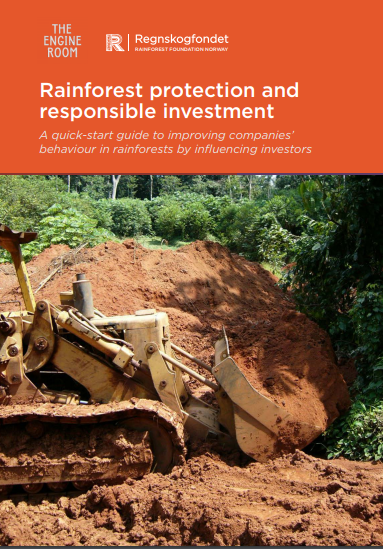 THE
ENGINE
ROOM
Regnskogfondet
RAINFOREST FOUNDATION NORWAY
Rainforest protection and
responsible investment
A quick-start guide to improving companies'
behaviour in rainforests by influencing investors